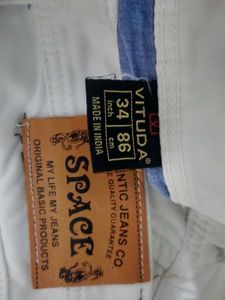 V
VITUDA®
34 86
inch cm
MADE IN INDIA
ENTIC JEANS CO
QUALITY GUARANTEE
SPACE
MY LIFE MY JEANS
ORIGINAL BASIC PRODUCTS